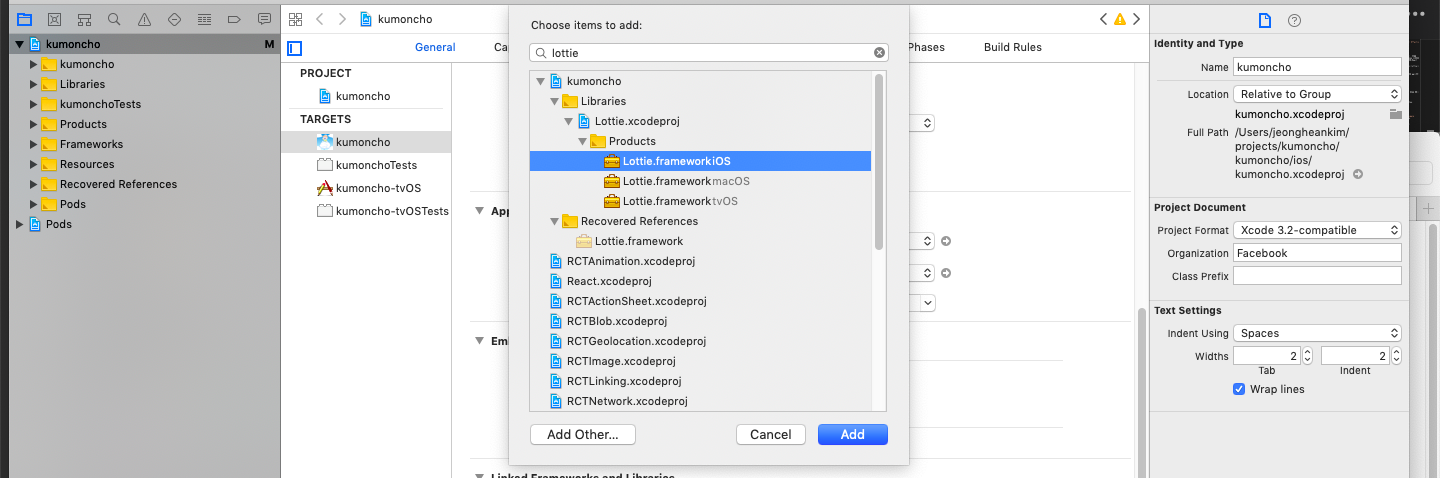 kumoncho
M
kumoncho
Libraries
kumonchoTests
Products
Frameworks
Resources
Recovered References
Pods
Pods
kumoncho
General
Ca
Phases
Build Rules
PROJECT
kumoncho
TARGETS
kumoncho
kumonchoTests
kumoncho-tvOS
kumoncho-tvOSTests
App
Em
Linked Frameworks and Libraries
Choose items to add:
lottie
kumoncho
Libraries
Lottie.xcodeproj
Products
Lottie.framework iOS
Lottie.framework macOS
Lottie.framework tvOS
Recovered References
Lottie.framework
RCTAnimation.xcodeproj
React.xcodeproj
RCTActionSheet.xcodeproj
RCTBlob.xcodeproj
RCTGeolocation.xcodeproj
RCTImage.xcodeproj
RCTLinking.xcodeproj
RCTNetwork.xcodeproj
Add Other...
Cancel
Add
Identity and Type
Name kumoncho
Location Relative to Group
kumoncho.xcodeproj
Full Path /Users/jeongheankim/
projects/kumoncho/
kumoncho/ios/
kumoncho.xcodeproj
Project Document
Project Format Xcode 3.2-compatible
Organization Facebook
Class Prefix
Text Settings
Indent Using Spaces
Widths 2 2
Tab Indent
Wrap lines